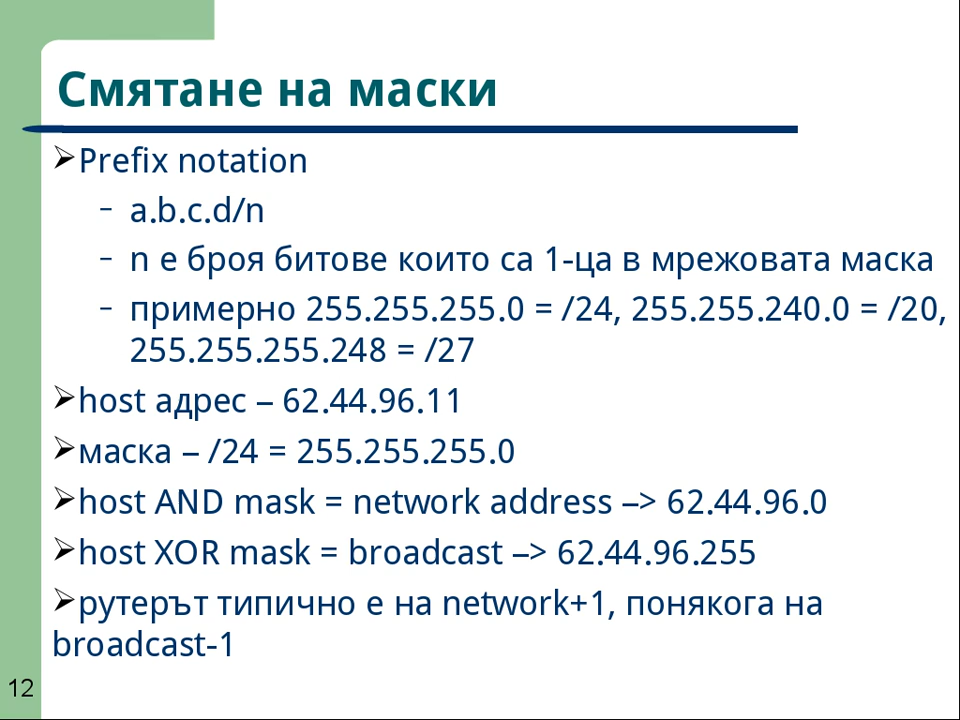 Смятане на маски
Prefix notation
– a.b.c.d/n
– n е броя битове които са 1-ца в мрежовата маска
– примерно 255.255.255.0 = /24, 255.255.240.0 = /20,
255.255.255.248 = /27
host адрес – 62.44.96.11
маска – /24 = 255.255.255.0
host AND mask = network address –> 62.44.96.0
host XOR mask = broadcast –> 62.44.96.255
рутерът типично е на network+1, понякога на
broadcast-1
12